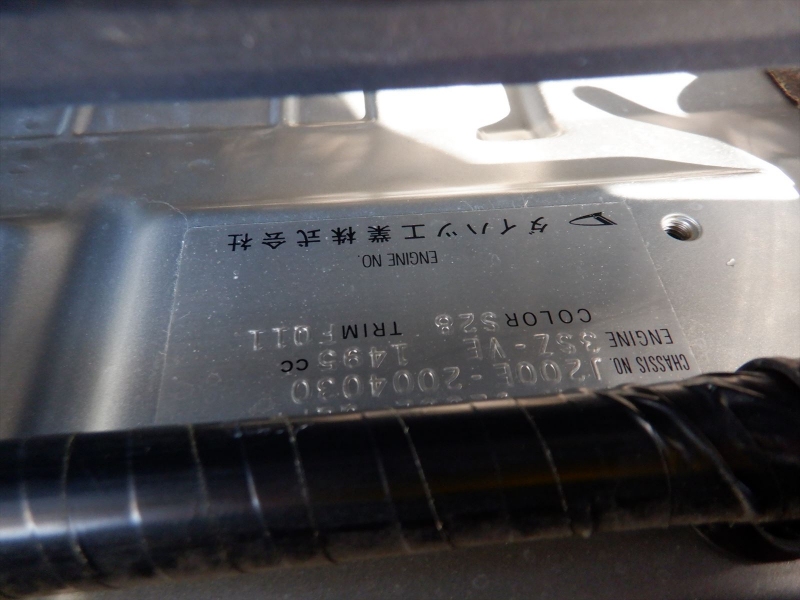 CHASSIS NO. J200E-2004030
ENGINE 3SZ-VE 1495 CC
COLOR S28 TRIM FQ11
ENGINE NO.
ダイハツ工業株式会社